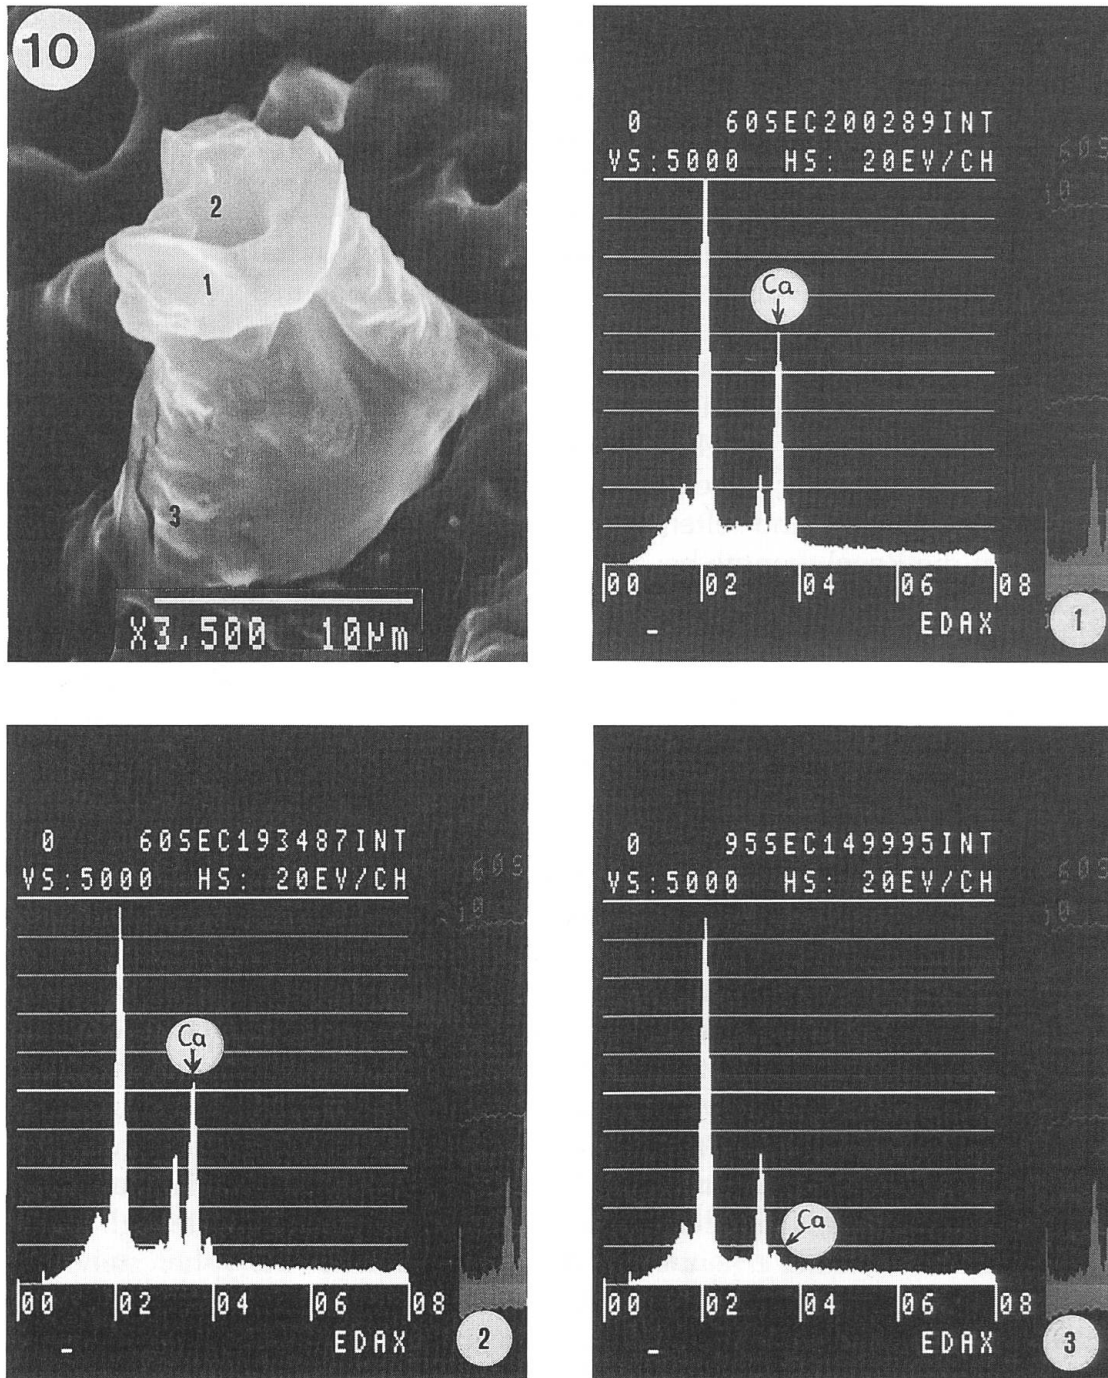 10
2
1
3
X3,500 10µm
0 60SEC200289INT
VS:5000 HS: 20EV/CH
Ca
00 02 04 06 08
EDAX
1
0 60SEC193487INT
VS:5000 HS: 20EV/CH
Ca
00 02 04 06 08
EDAX
2
0 95SEC149995INT
VS:5000 HS: 20EV/CH
Ca
00 02 04 06 08
EDAX
3